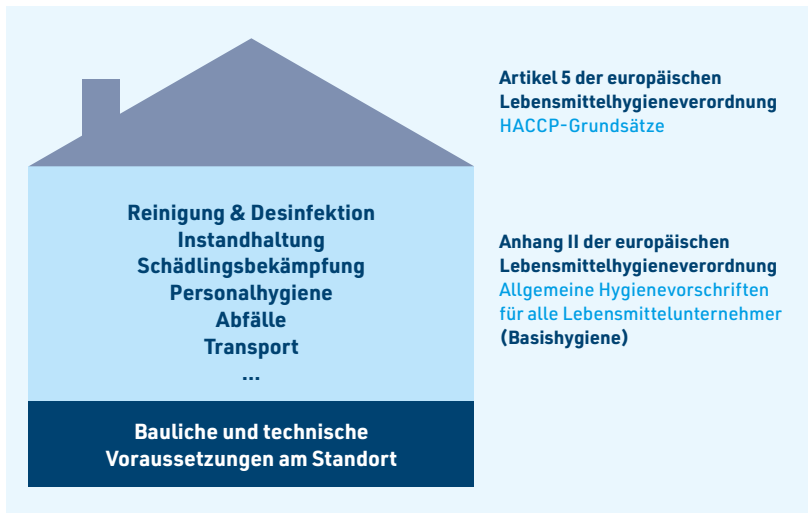 Artikel 5 der europäischen
Lebensmittelhygieneverordnung
HACCP-Grundsätze
Reinigung & Desinfektion
Instandhaltung
Schädlingsbekämpfung
Personalhygiene
Abfälle
Transport
...
Anhang II der europäischen
Lebensmittelhygieneverordnung
Allgemeine Hygienevorschriften
für alle Lebensmittelunternehmer
(Basishygiene)
Bauliche und technische
Voraussetzungen am Standort